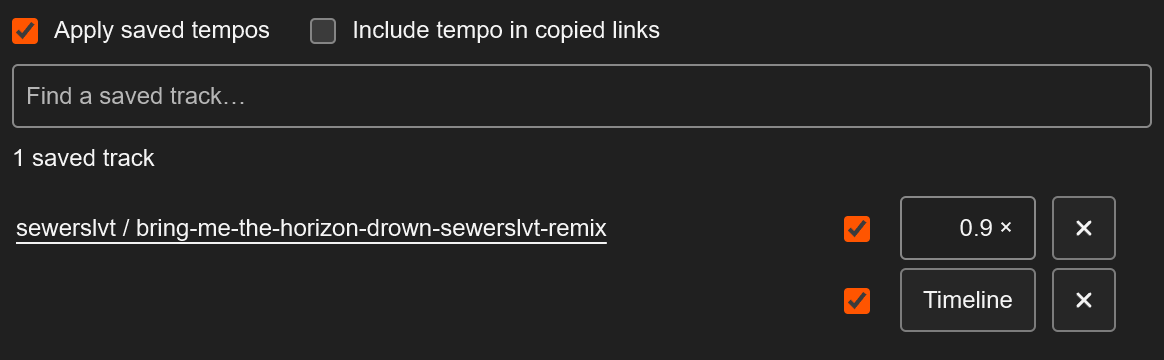 Apply saved tempos Include tempo in copied links
Find a saved track…
1 saved track
sewerslvt / bring-me-the-horizon-drown-sewerslvt-remix 0.9 ×
Timeline